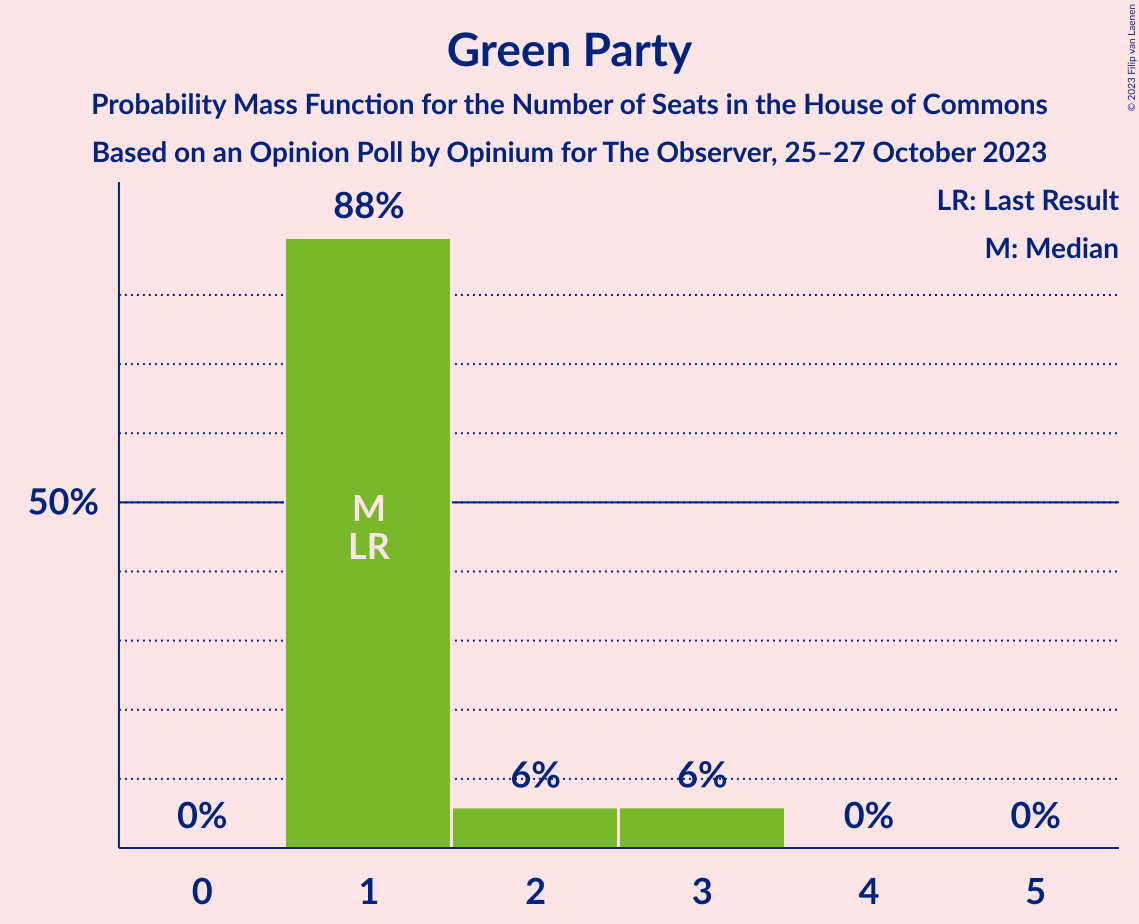 Green Party
Probability Mass Function for the Number of Seats in the House of Commons
Based on an Opinion Poll by Opinium for The Observer, 25–27 October 2023
© 2023 Filip van Laenen
LR: Last Result
M: Median
88%
50%
M
LR
0%
6%
6%
0%
0%
0 1 2 3 4 5